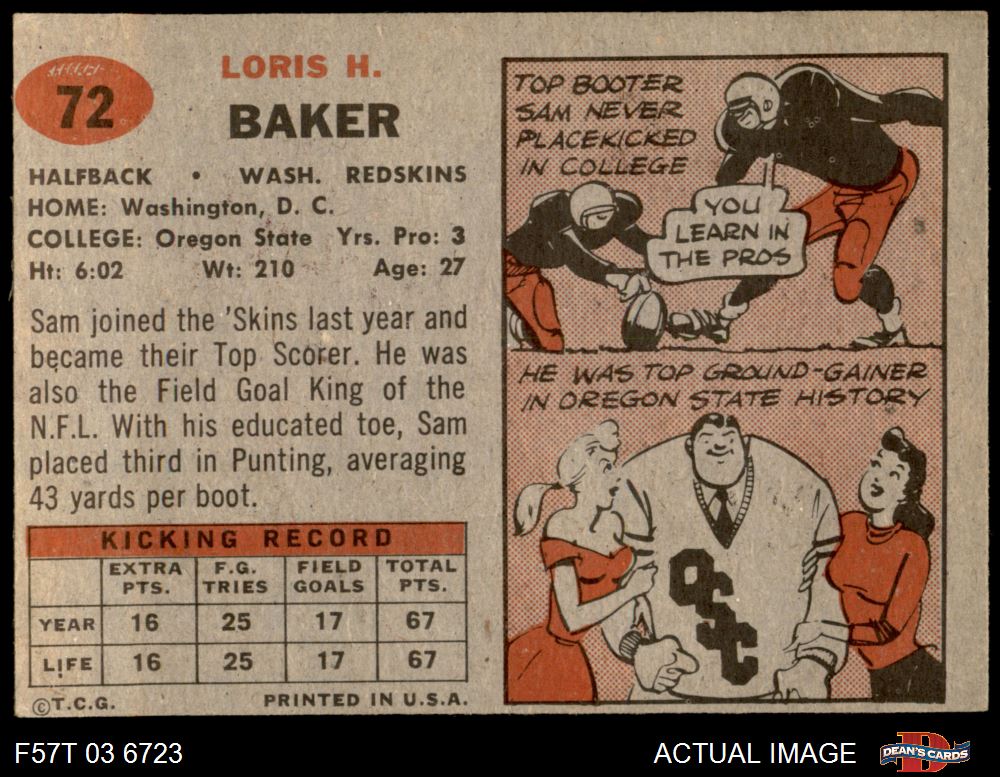 72
LORIS H.
BAKER
HALFBACK • WASH. REDSKINS
HOME: Washington, D. C.
COLLEGE: Oregon State Yrs. Pro: 3
Ht: 6:02 Wt: 210 Age: 27
Sam joined the 'Skins last year and
became their Top Scorer. He was
also the Field Goal King of the
N.F.L. With his educated toe, Sam
placed third in Punting, averaging
43 yards per boot.
KICKING RECORD
EXTRA PTS. F.G. TRIES FIELD GOALS TOTAL PTS.
YEAR 16 25 17 67
LIFE 16 25 17 67
©T.C.G. PRINTED IN U.S.A.
TOP BOOTER
SAM NEVER
PLACEKICKED
IN COLLEGE
YOU
LEARN IN
THE PROS
HE WAS TOP GROUND-GAINER
IN OREGON STATE HISTORY
OSC
F57T 03 6723 ACTUAL IMAGE DEAN'S CARDS